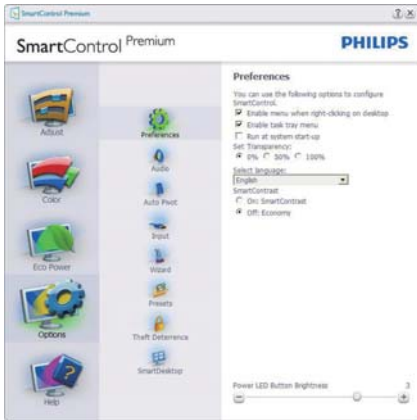 SmartControl Premium
SmartControl Premium
PHILIPS
Adjust
Color
Eco Power
Options
Help
Preferences
Audio
Auto Pivot
Input
Wizard
Presets
Theft Deterrence
SmartDesktop
Preferences
You can use the following options to configure
SmartControl.
Enable menu when right-clicking on desktop
Enable task tray menu
Run at system start-up
Set Transparency:
0% 50% 100%
Select language:
English
SmartContrast
On: SmartContrast
Off: Economy
Power LED Button Brightness 3